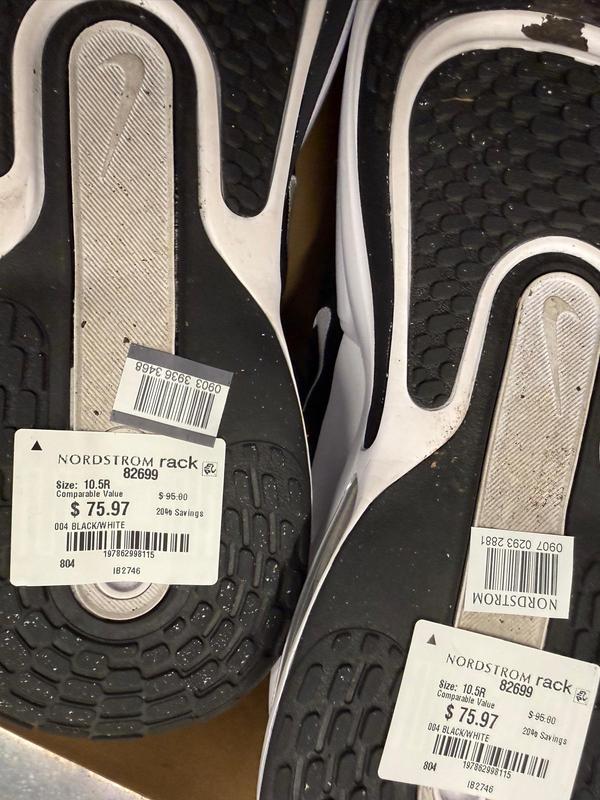 0903 3936 3468
NORDSTROM rack
82699
Size: 10.5R
Comparable Value
$ 95.00
$ 75.97
20% Savings
004 BLACK/WHITE
197862998115
804
IB2746
0907 0293 2881
NORDSTROM
NORDSTROM rack
82699
Size: 10.5R
Comparable Value
$ 95.00
$ 75.97
20% Savings
004 BLACK/WHITE
197862998115
804
IB2746